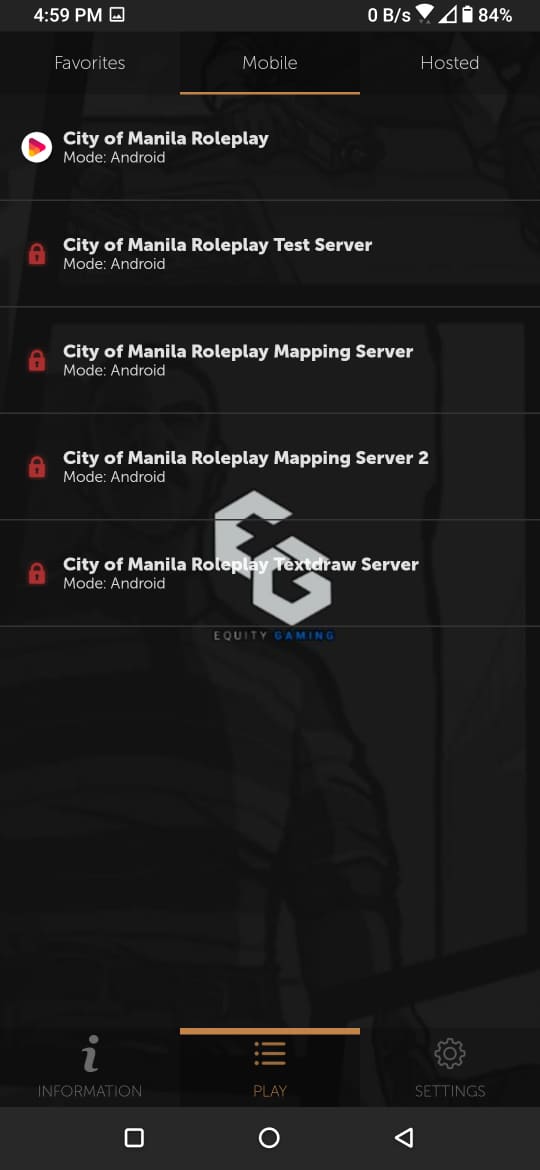 4:59 PM 0 B/s 84%
Favorites Mobile Hosted
City of Manila Roleplay
Mode: Android
City of Manila Roleplay Test Server
Mode: Android
City of Manila Roleplay Mapping Server
Mode: Android
City of Manila Roleplay Mapping Server 2
Mode: Android
City of Manila Roleplay Textdraw Server
Mode: Android
EQUITY GAMING
INFORMATION PLAY SETTINGS